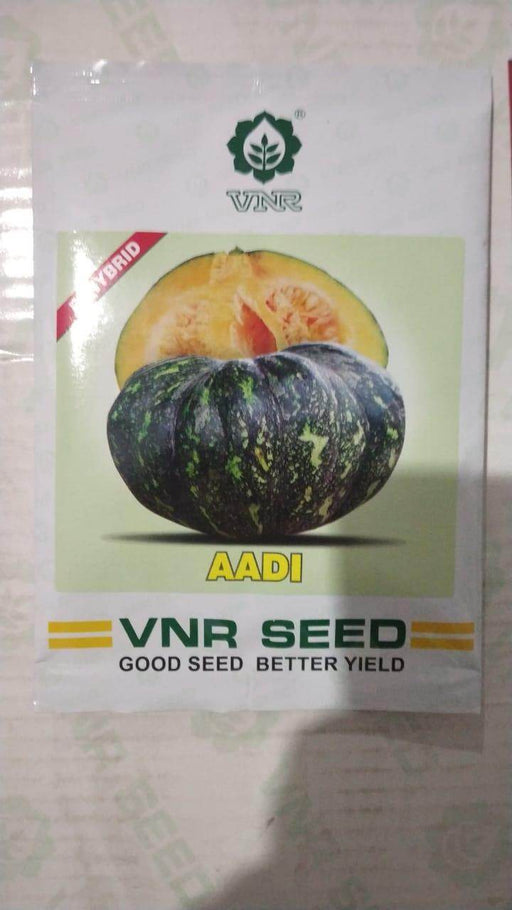 ®
VNR
HYBRID
AADI
VNR SEED
GOOD SEED BETTER YIELD